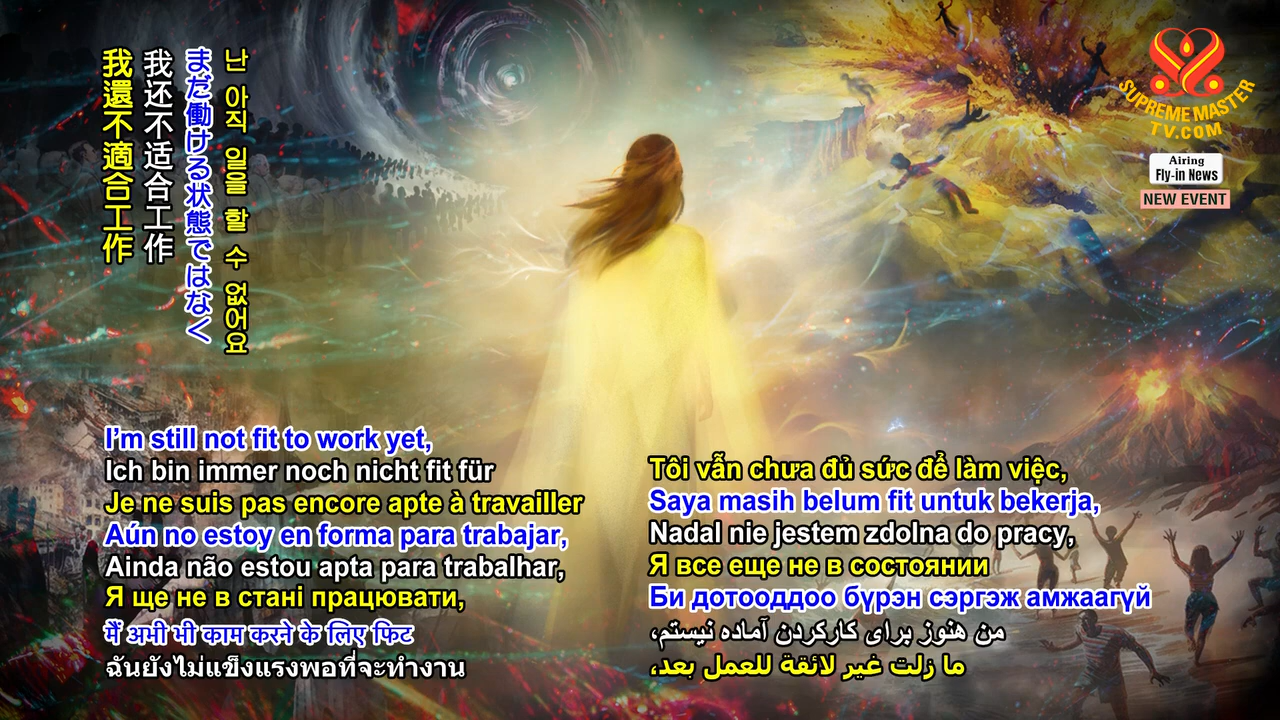 我還不適合工作
我还不适合工作
まだ働ける状態ではなく
난 아직 일을 할 수 없어요
SUPREME MASTER
TV.COM
Airing
Fly-in News
NEW EVENT
I'm still not fit to work yet,
Ich bin immer noch nicht fit für
Je ne suis pas encore apte à travailler
Aún no estoy en forma para trabajar,
Ainda não estou apta para trabalhar,
Я ще не в стані працювати,
मैं अभी भी काम करने के लिए फिट
ฉันยังไม่แข็งแรงพอที่จะทำงาน
Tôi vẫn chưa đủ sức để làm việc,
Saya masih belum fit untuk bekerja,
Nadal nie jestem zdolna do pracy,
Я все еще не в состоянии
Би дотооддоо бүрэн сэргэж амжаагүй
من هنوز برای کارکردن آماده نیستم،
ما زلت غير لائقة للعمل بعد،